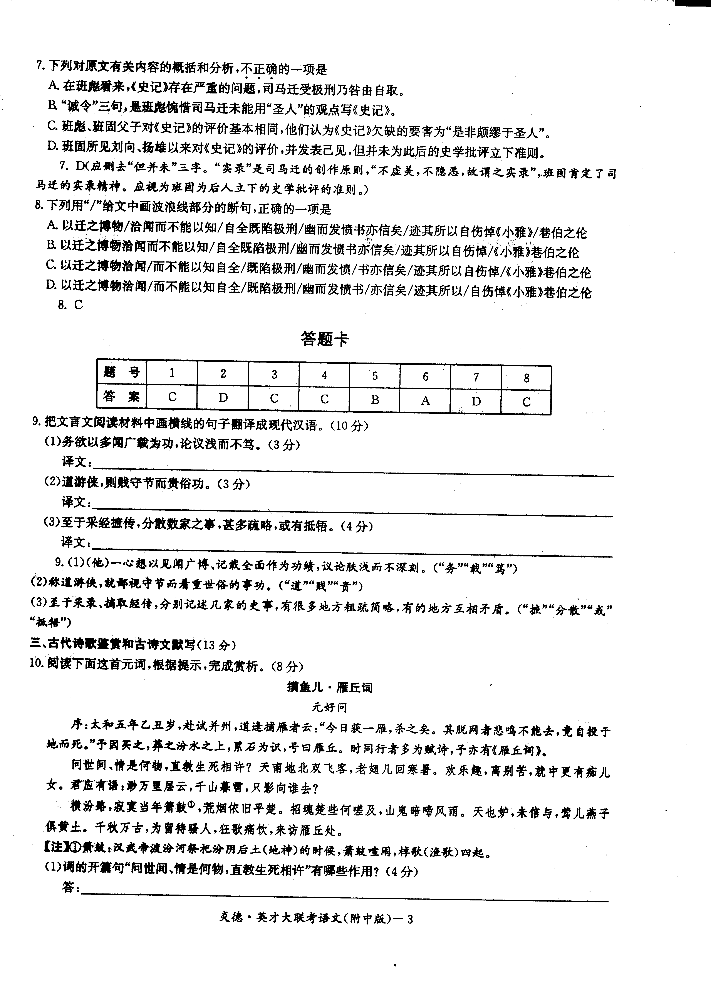 7. 下列对原文有关内容的概括和分析,不正确的一项是
A. 在班彪看来,《史记》存在严重的问题,司马迁受极刑乃咎由自取。
B. “诚令”三句,是班彪惋惜司马迁未能用“圣人”的观点写《史记》。
C. 班彪、班固父子对《史记》的评价基本相同,他们认为《史记》欠缺的要害为“是非颇缪于圣人”。
D. 班固所见刘向、扬雄以来对《史记》的评价,并发表己见,但并未为此后的史学批评立下准则。
7. D(应删去“但并未”三字。“实录”是司马迁的创作原则,“不虚美,不隐恶,故谓之实录”,班固肯定了司
马迁的实录精神。应视为班固为后人立下的史学批评的准则。)
8. 下列用“/”给文中画波浪线部分的断句,正确的一项是
A. 以迁之博物/洽闻而不能以知/自全既陷极刑/幽而发愤书亦信矣/迹其所以自伤悼《小雅》/巷伯之伦
B. 以迁之博物洽闻而不能以知/自全既陷极刑/幽而发愤书亦信矣/迹其所以自伤悼/《小雅》巷伯之伦
C. 以迁之博物洽闻/而不能以知自全/既陷极刑/幽而发愤/书亦信矣/迹其所以自伤悼/《小雅》巷伯之伦
D. 以迁之博物洽闻/而不能以知自全/既陷极刑/幽而发愤书/亦信矣/迹其所以/自伤悼《小雅》巷伯之伦
8. C
答题卡
题 号 1 2 3 4 5 6 7 8
答 案 C D C C B A D C
9. 把文言文阅读材料中画横线的句子翻译成现代汉语。(10 分)
(1)务欲以多闻广载为功,论议浅而不笃。(3 分)
译文:
(2)道游侠,则贱守节而贵俗功。(3 分)
译文:
(3)至于采经摭传,分散数家之事,甚多疏略,或有抵牾。(4 分)
译文:
9. (1)(他)一心想以见闻广博、记载全面作为功绩,议论肤浅而不深刻。(“务”“载”“笃”)
(2)称道游侠,就鄙视守节而看重世俗的事功。(“道”“贱”“贵”)
(3)至于采录、摘取经传,分别记述几家的史事,有很多地方粗疏简略,有的地方互相矛盾。(“摭”“分散”“或”
“抵牾”)
三、古代诗歌鉴赏和古诗文默写(13 分)
10. 阅读下面这首元词,根据提示,完成赏析。(8 分)
摸鱼儿·雁丘词
元好问
序:太和五年乙丑岁,赴试并州,道逢捕雁者云:“今日获一雁,杀之矣。其脱网者悲鸣不能去,竟自投于
地而死。”予因买之,葬之汾水之上,累石为识,号曰雁丘。时同行者多为赋诗,予亦有《雁丘词》。
问世间、情是何物,直教生死相许?天南地北双飞客,老翅几回寒暑。欢乐趣,离别苦,就中更有痴儿
女。君应有语:渺万里层云,千山暮雪,只影向谁去?
横汾路,寂寞当年箫鼓①,荒烟依旧平楚。招魂楚些何嗟及,山鬼暗啼风雨。天也妒,未信与,莺儿燕子
俱黄土。千秋万古,为留待骚人,狂歌痛饮,来访雁丘处。
【注】①箫鼓:汉武帝渡汾河祭祀汾阴后土(地神)的时候,箫鼓喧闹,棹歌(渔歌)四起。
(1)词的开篇句“问世间、情是何物,直教生死相许”有哪些作用?(4 分)
答:
炎德·英才大联考语文(附中版)— 3